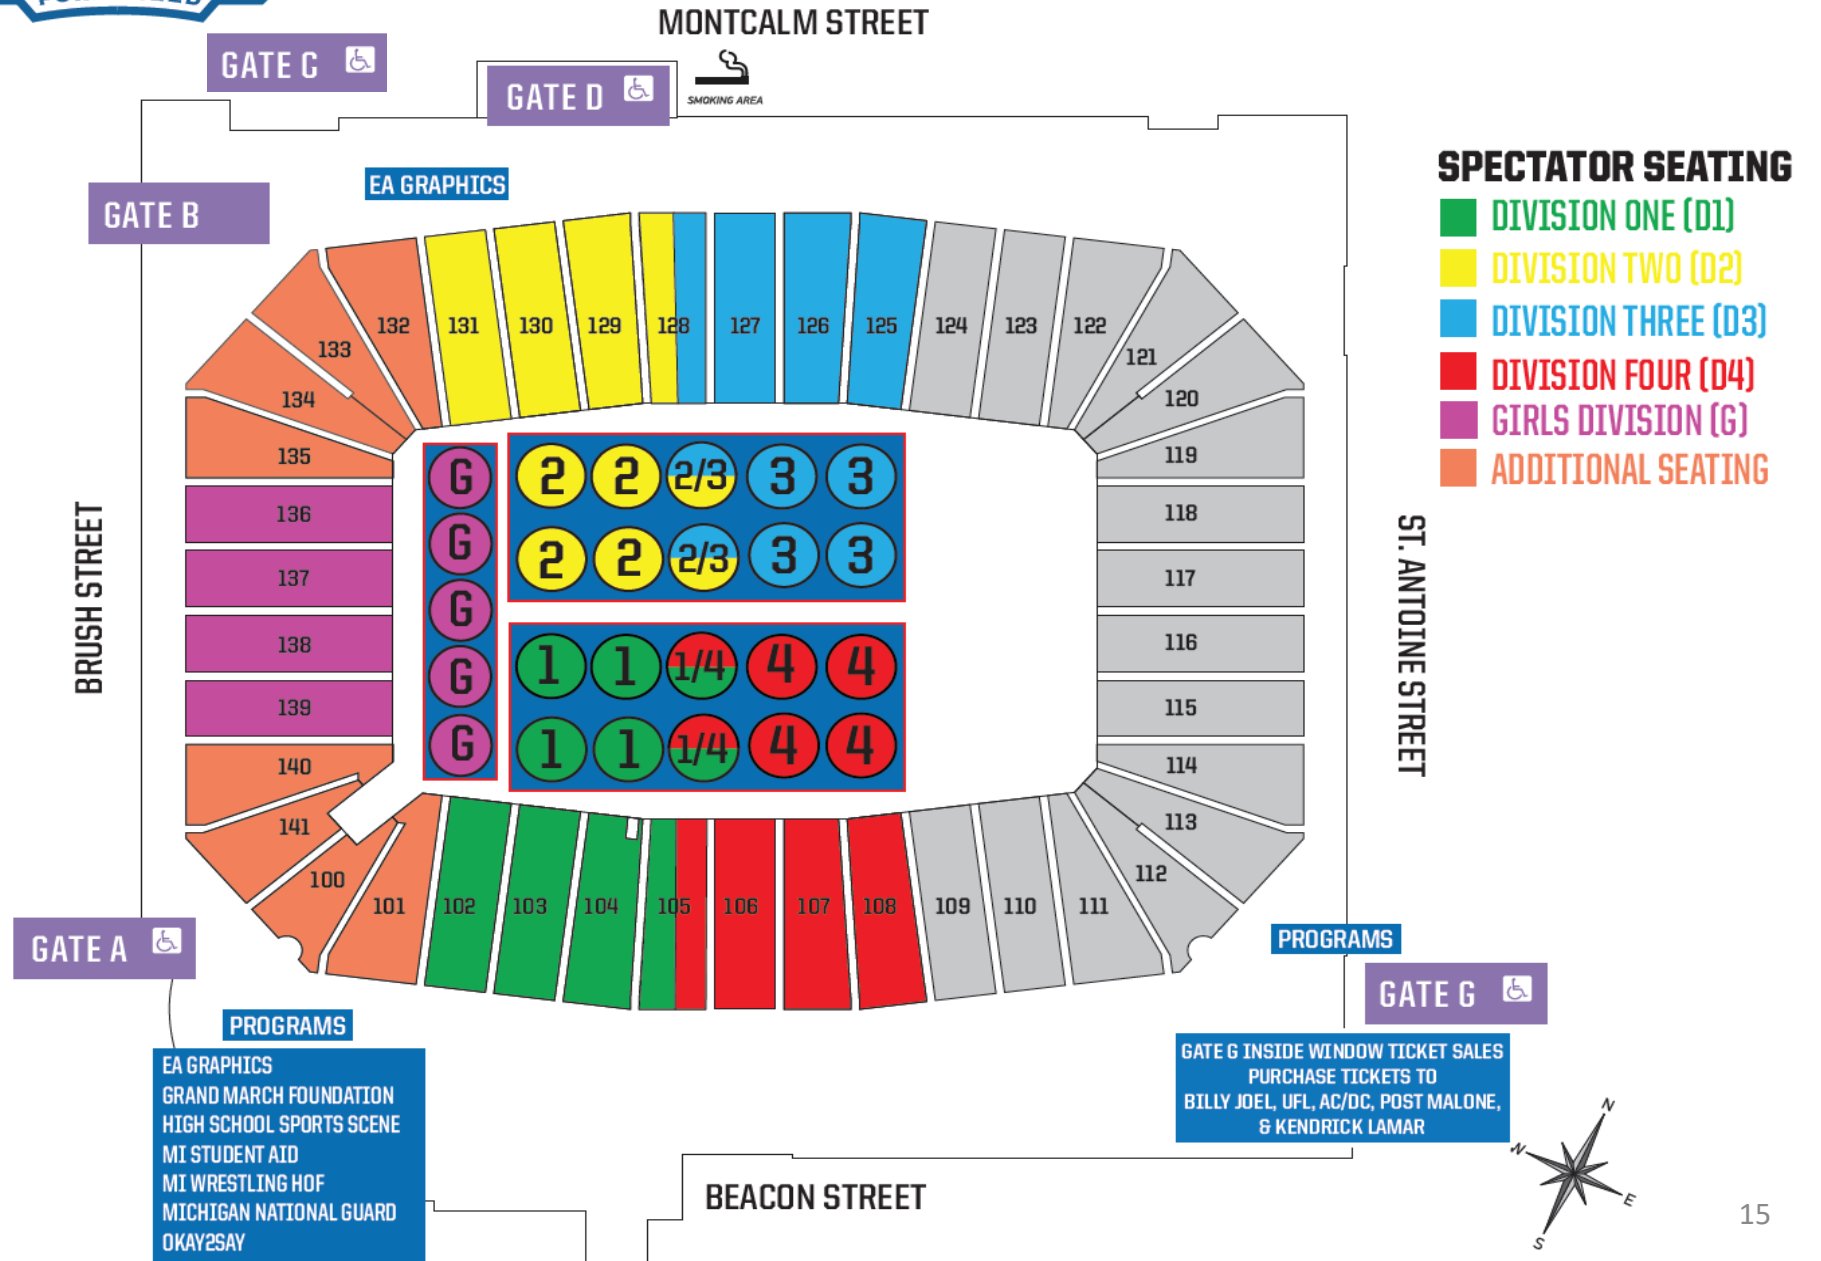 MONTCALM STREET
GATE C
GATE D
SMOKING AREA
EA GRAPHICS
GATE B
SPECTATOR SEATING
DIVISION ONE (D1)
DIVISION TWO (D2)
DIVISION THREE (D3)
DIVISION FOUR (D4)
GIRLS DIVISION (G)
ADDITIONAL SEATING
131 130 129 128 127 126 125 124 123 122
132
133
134
135
136
137
138
139
140
141
100
101
121
120
119
118
117
116
115
114
113
112
G
G
G
G
G
2 2 2/3 3 3
2 2 2/3 3 3
1 1 1/4 4 4
1 1 1/4 4 4
102 103 104 105 106 107 108 109 110 111
BRUSH STREET
ST. ANTOINE STREET
GATE A
PROGRAMS
EA GRAPHICS
GRAND MARCH FOUNDATION
HIGH SCHOOL SPORTS SCENE
MI STUDENT AID
MI WRESTLING HOF
MICHIGAN NATIONAL GUARD
OKAY2SAY
PROGRAMS
GATE G
GATE G INSIDE WINDOW TICKET SALES
PURCHASE TICKETS TO
BILLY JOEL, UFL, AC/DC, POST MALONE,
& KENDRICK LAMAR
BEACON STREET
N
W
E
S
15